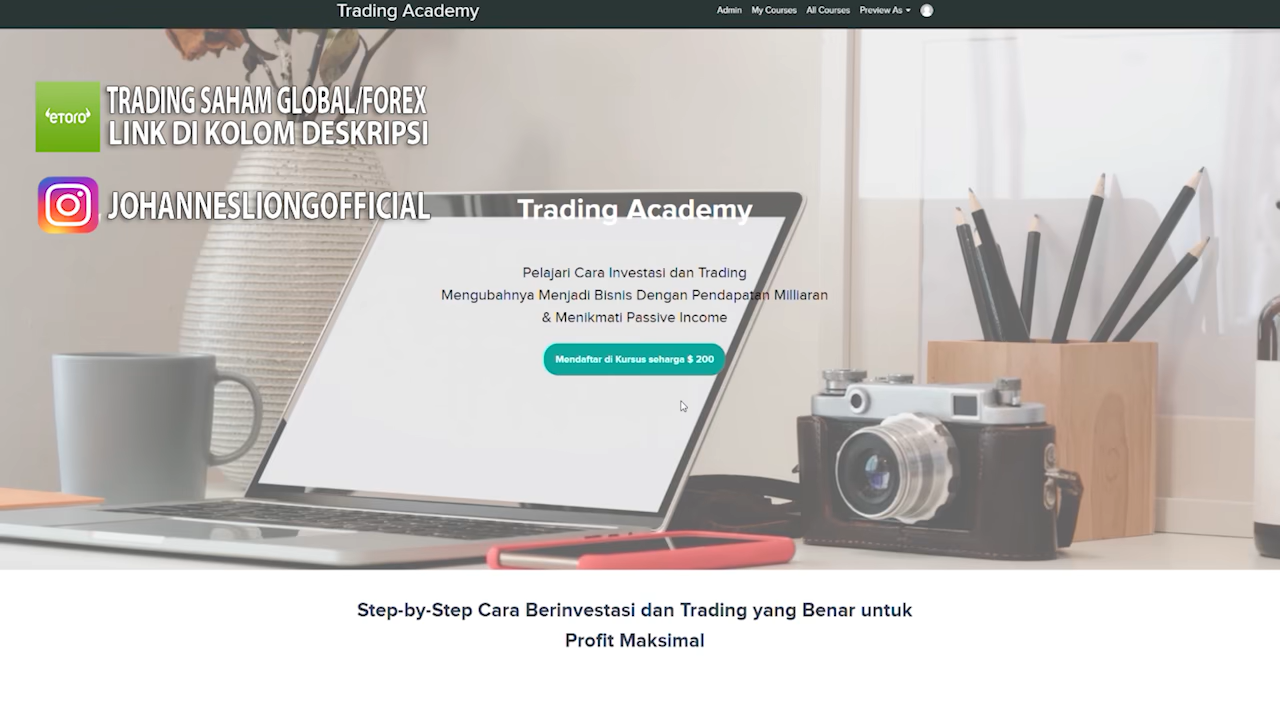 Trading Academy
Admin My Courses All Courses Preview As
eToro
TRADING SAHAM GLOBAL/FOREX
LINK DI KOLOM DESKRIPSI
JOHANNESLIONGOFFICIAL
Trading Academy
Pelajari Cara Investasi dan Trading
Mengubahnya Menjadi Bisnis Dengan Pendapatan Milliaran
& Menikmati Passive Income
Mendaftar di Kursus seharga $ 200
Step-by-Step Cara Berinvestasi dan Trading yang Benar untuk
Profit Maksimal